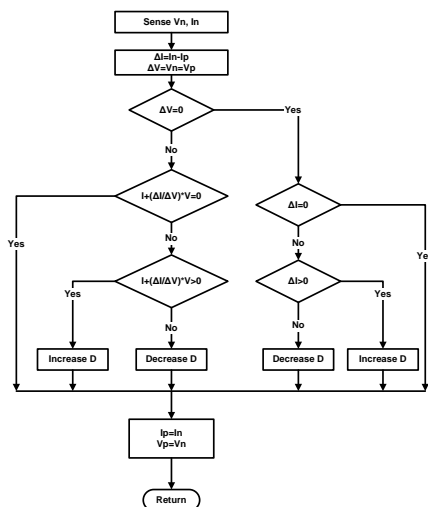 Sense Vn, In
ΔI=In-Ip
ΔV=Vn=Vp
ΔV=0
Yes
No
I+(ΔI/ΔV)*V=0
ΔI=0
Yes
No
No
Yes
I+(ΔI/ΔV)*V>0
ΔI>0
Yes
No
No
Yes
Increase D
Decrease D
Decrease D
Increase D
Ip=In
Vp=Vn
Return